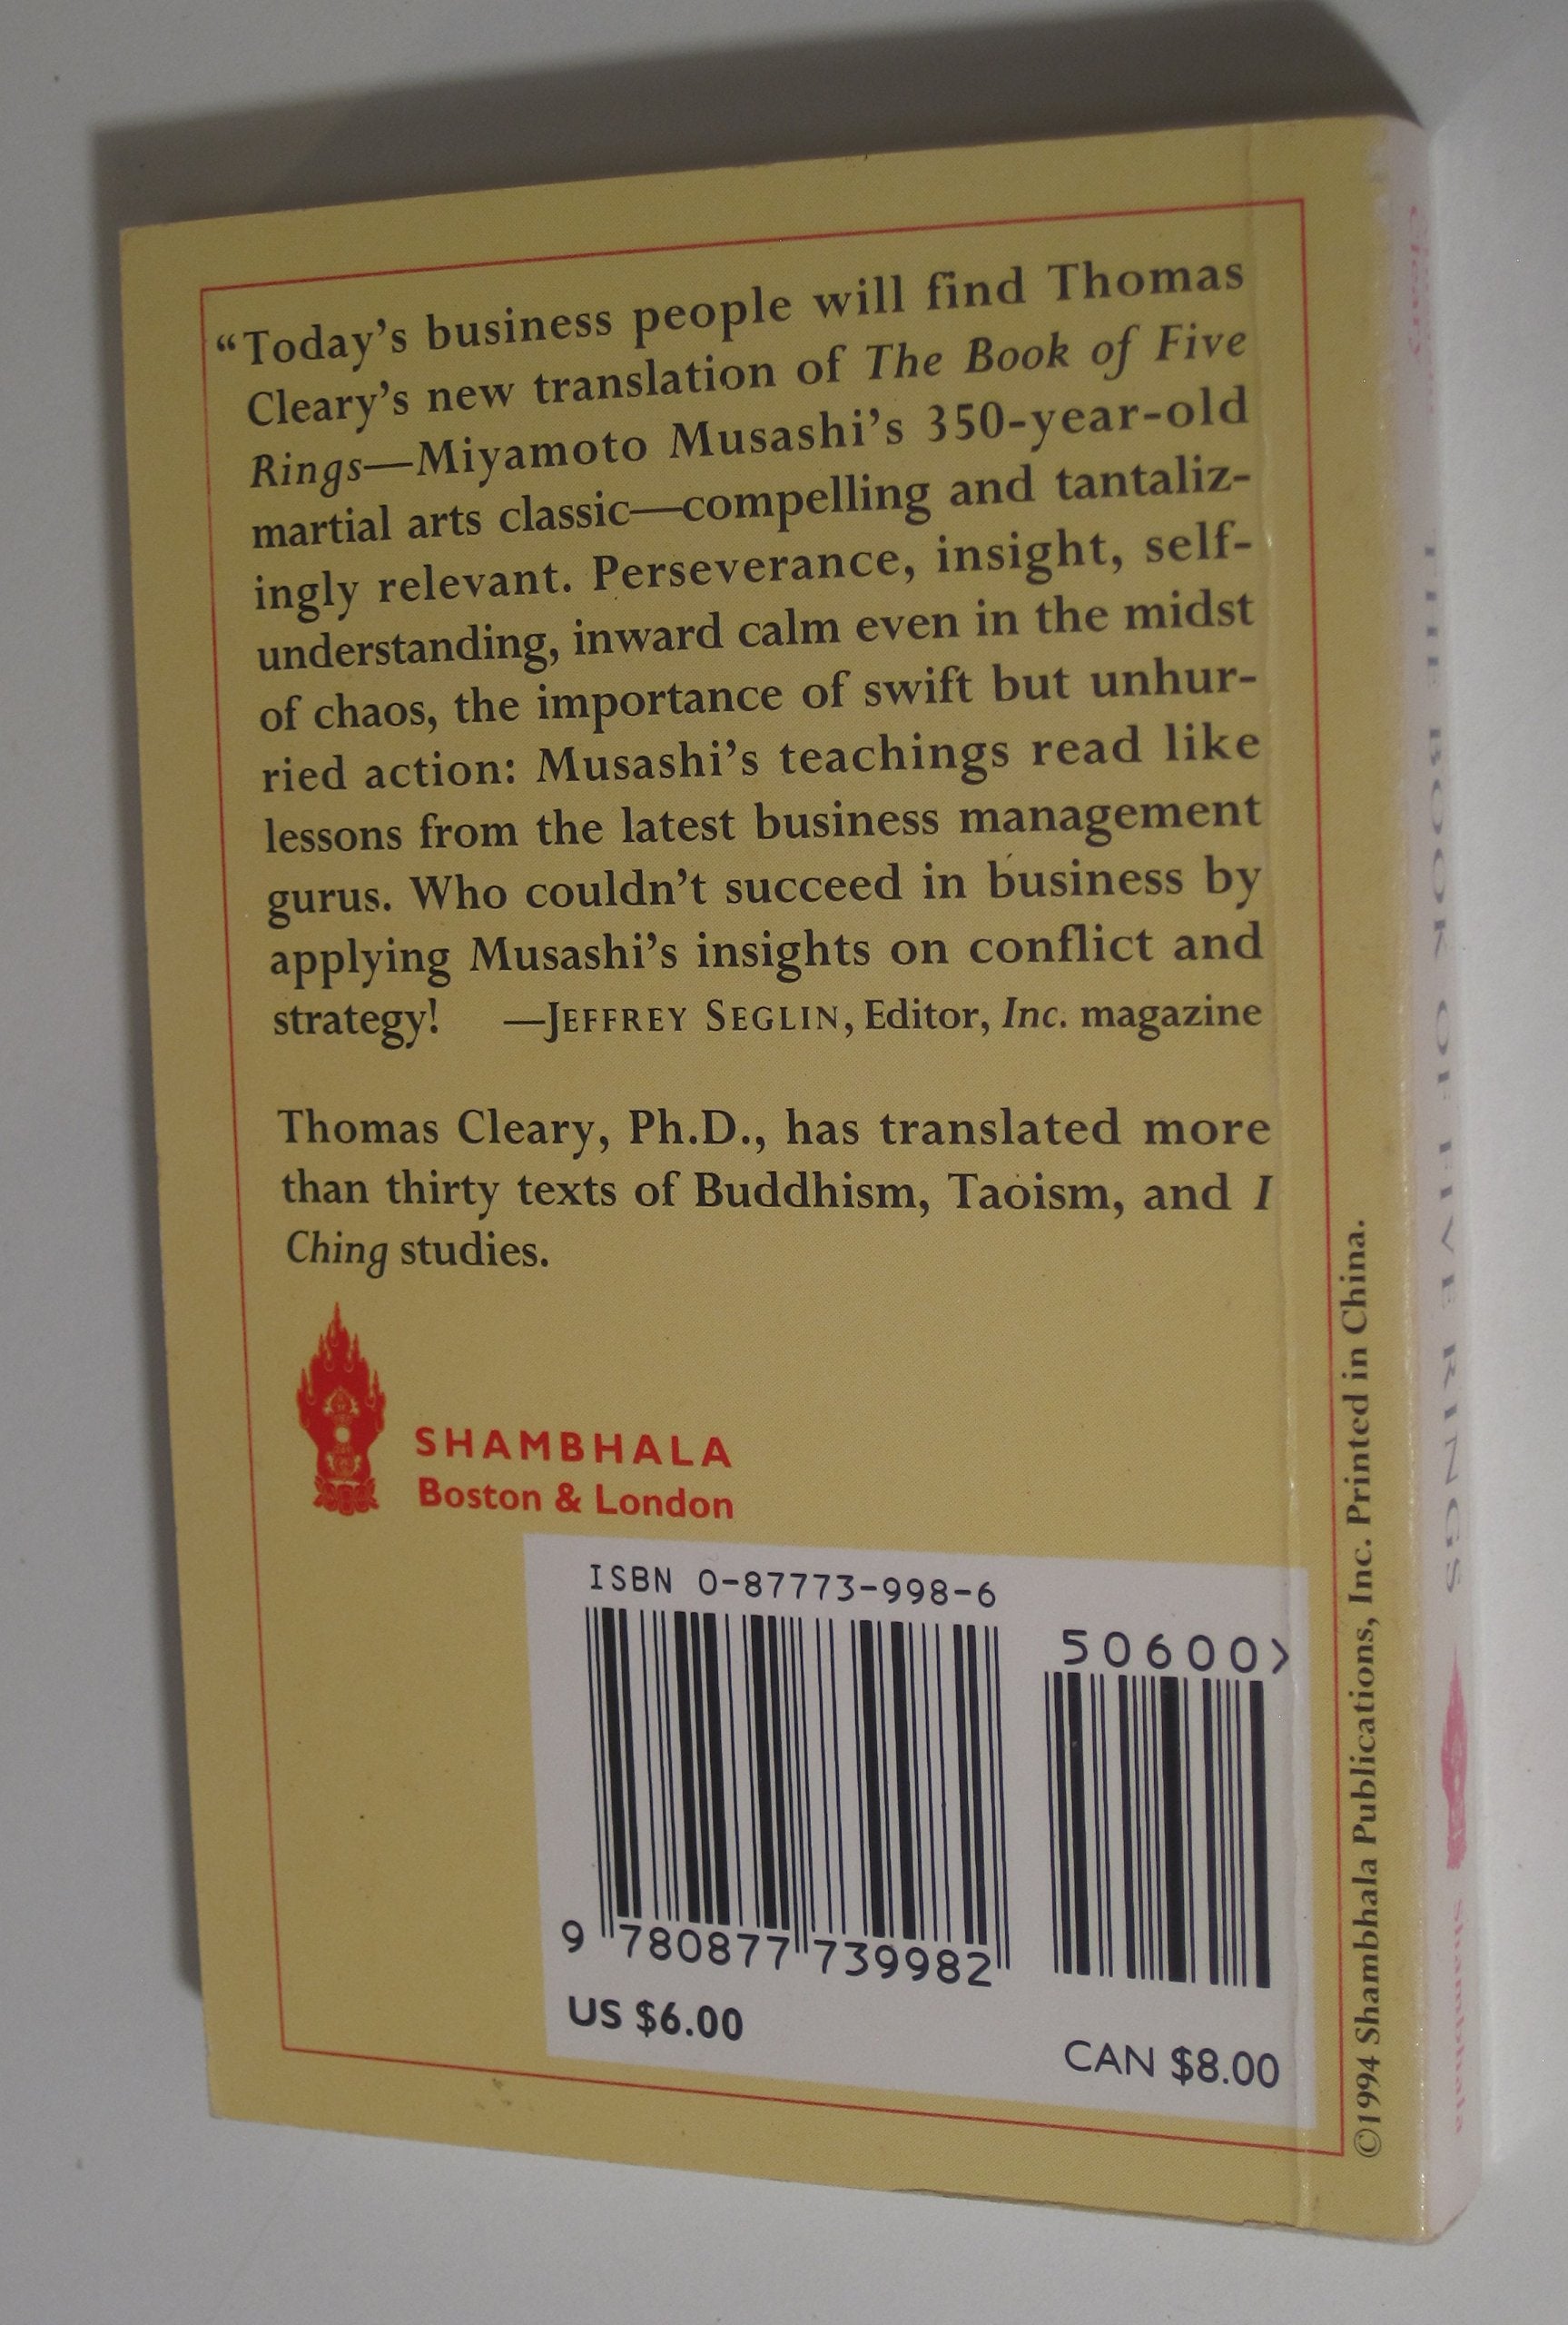 “Today’s business people will find Thomas
Cleary’s new translation of The Book of Five
Rings—Miyamoto Musashi’s 350-year-old
martial arts classic—compelling and tantaliz-
ingly relevant. Perseverance, insight, self-
understanding, inward calm even in the midst
of chaos, the importance of swift but unhur-
ried action: Musashi’s teachings read like
lessons from the latest business management
gurus. Who couldn’t succeed in business by
applying Musashi’s insights on conflict and
strategy! —JEFFREY SEGLIN, Editor, Inc. magazine
Thomas Cleary, Ph.D., has translated more
than thirty texts of Buddhism, Taoism, and I
Ching studies.
SHAMBHALA
Boston & London
ISBN 0-87773-998-6
50600>
9 780877 739982
US $6.00
CAN $8.00
©1994 Shambhala Publications, Inc. Printed in China.
Cleary
THE BOOK OF FIVE RINGS
Shambhala